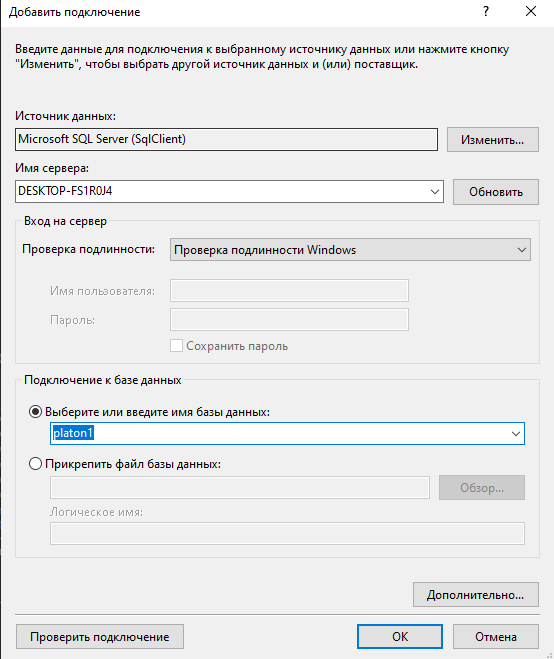 Добавить подключение
?
Введите данные для подключения к выбранному источнику данных или нажмите кнопку
"Изменить", чтобы выбрать другой источник данных и (или) поставщик.
Источник данных:
Microsoft SQL Server (SqlClient)
Изменить...
Имя сервера:
DESKTOP-FS1R0J4
Обновить
Вход на сервер
Проверка подлинности:
Проверка подлинности Windows
Имя пользователя:
Пароль:
Сохранить пароль
Подключение к базе данных
Выберите или введите имя базы данных:
platon1
Прикрепить файл базы данных:
Обзор...
Логическое имя:
Дополнительно...
Проверить подключение
ОК
Отмена